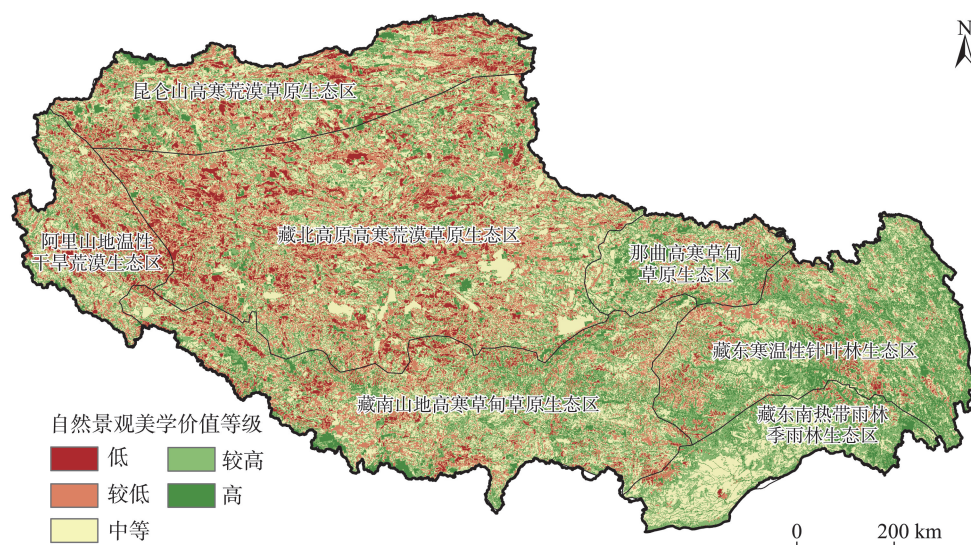 N
昆仑山高寒荒漠草原生态区
阿里山地温性
干旱荒漠生态区
藏北高原高寒荒漠草原生态区
那曲高寒草甸
草原生态区
藏东寒温性针叶林生态区
藏南山地高寒草甸草原生态区
藏东南热带雨林
季雨林生态区
自然景观美学价值等级
低
较高
较低
高
中等
0 200 km